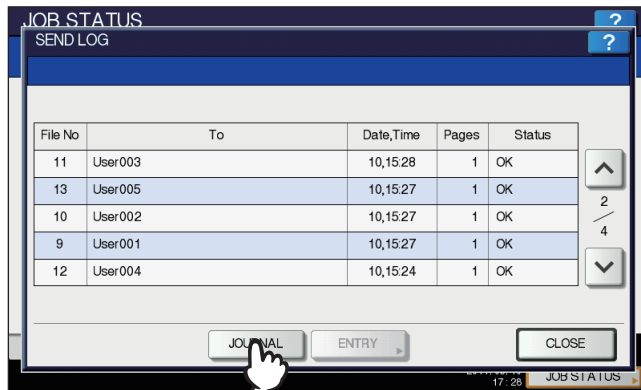 JOB STATUS ?
SEND LOG ?
File No To Date,Time Pages Status
11 User003 10,15:28 1 OK
13 User005 10,15:27 1 OK
10 User002 10,15:27 1 OK
9 User001 10,15:27 1 OK
12 User004 10,15:24 1 OK
2
4
JOURNAL ENTRY CLOSE
17:28 JOB STATUS